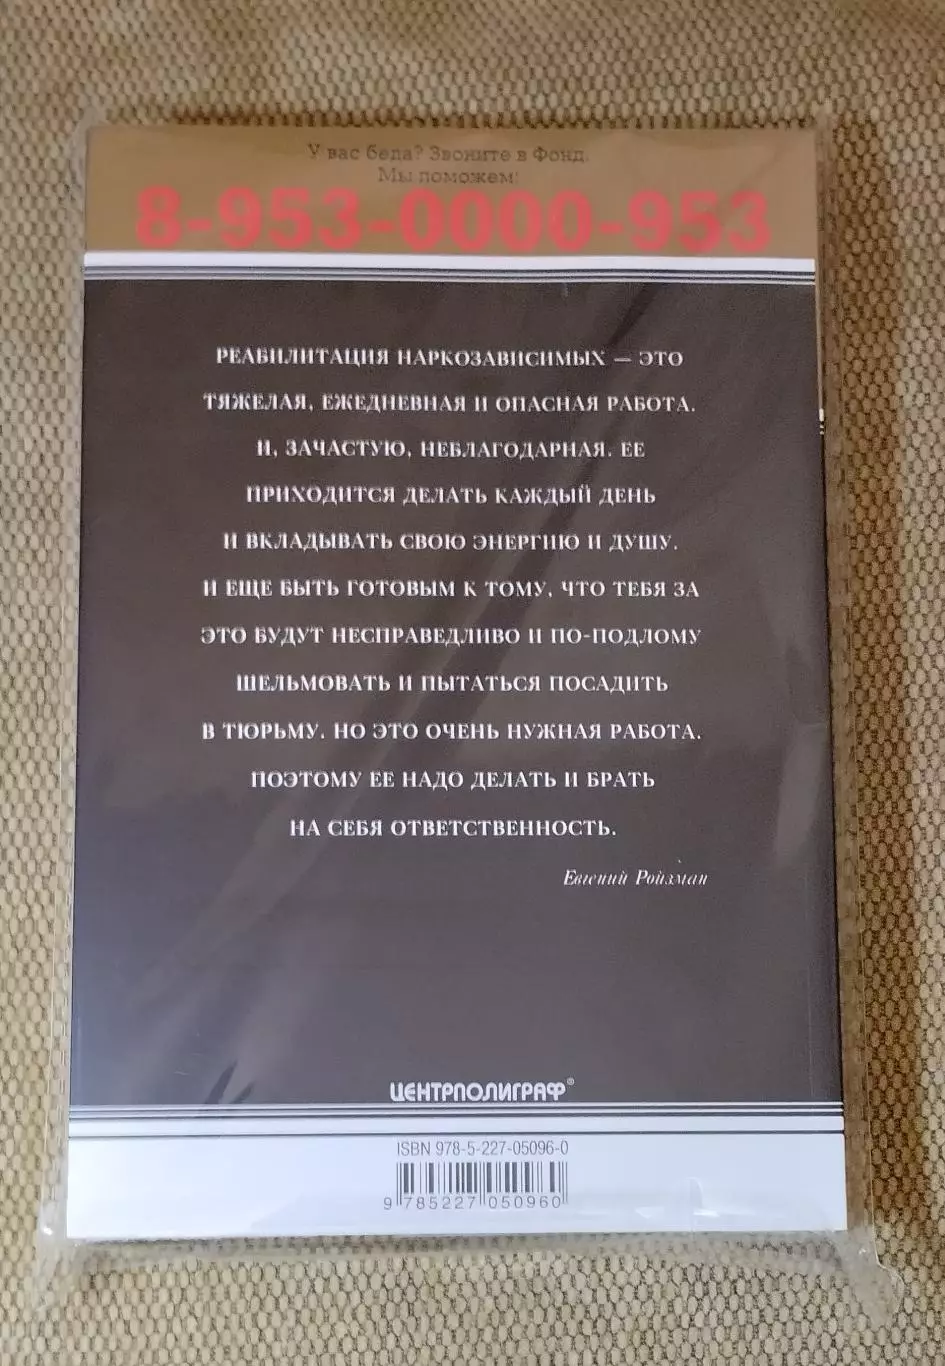 У вас беда? Звоните в Фонд.
Мы поможем!
8-953-0000-953
РЕАБИЛИТАЦИЯ НАРКОЗАВИСИМЫХ — ЭТО
ТЯЖЕЛАЯ, ЕЖЕДНЕВНАЯ И ОПАСНАЯ РАБОТА.
И, ЗАЧАСТУЮ, НЕБЛАГОДАРНАЯ. ЕЕ
ПРИХОДИТСЯ ДЕЛАТЬ КАЖДЫЙ ДЕНЬ
И ВКЛАДЫВАТЬ СВОЮ ЭНЕРГИЮ И ДУШУ.
И ЕЩЕ БЫТЬ ГОТОВЫМ К ТОМУ, ЧТО ТЕБЯ ЗА
ЭТО БУДУТ НЕСПРАВЕДЛИВО И ПО-ПОДЛОМУ
ШЕЛЬМОВАТЬ И ПЫТАТЬСЯ ПОСАДИТЬ
В ТЮРЬМУ. НО ЭТО ОЧЕНЬ НУЖНАЯ РАБОТА.
ПОЭТОМУ ЕЕ НАДО ДЕЛАТЬ И БРАТЬ
НА СЕБЯ ОТВЕТСТВЕННОСТЬ.
Евгений Ройзман
ЦЕНТРПОЛИГРАФ®
ISBN 978-5-227-05096-0
9 785227 050960